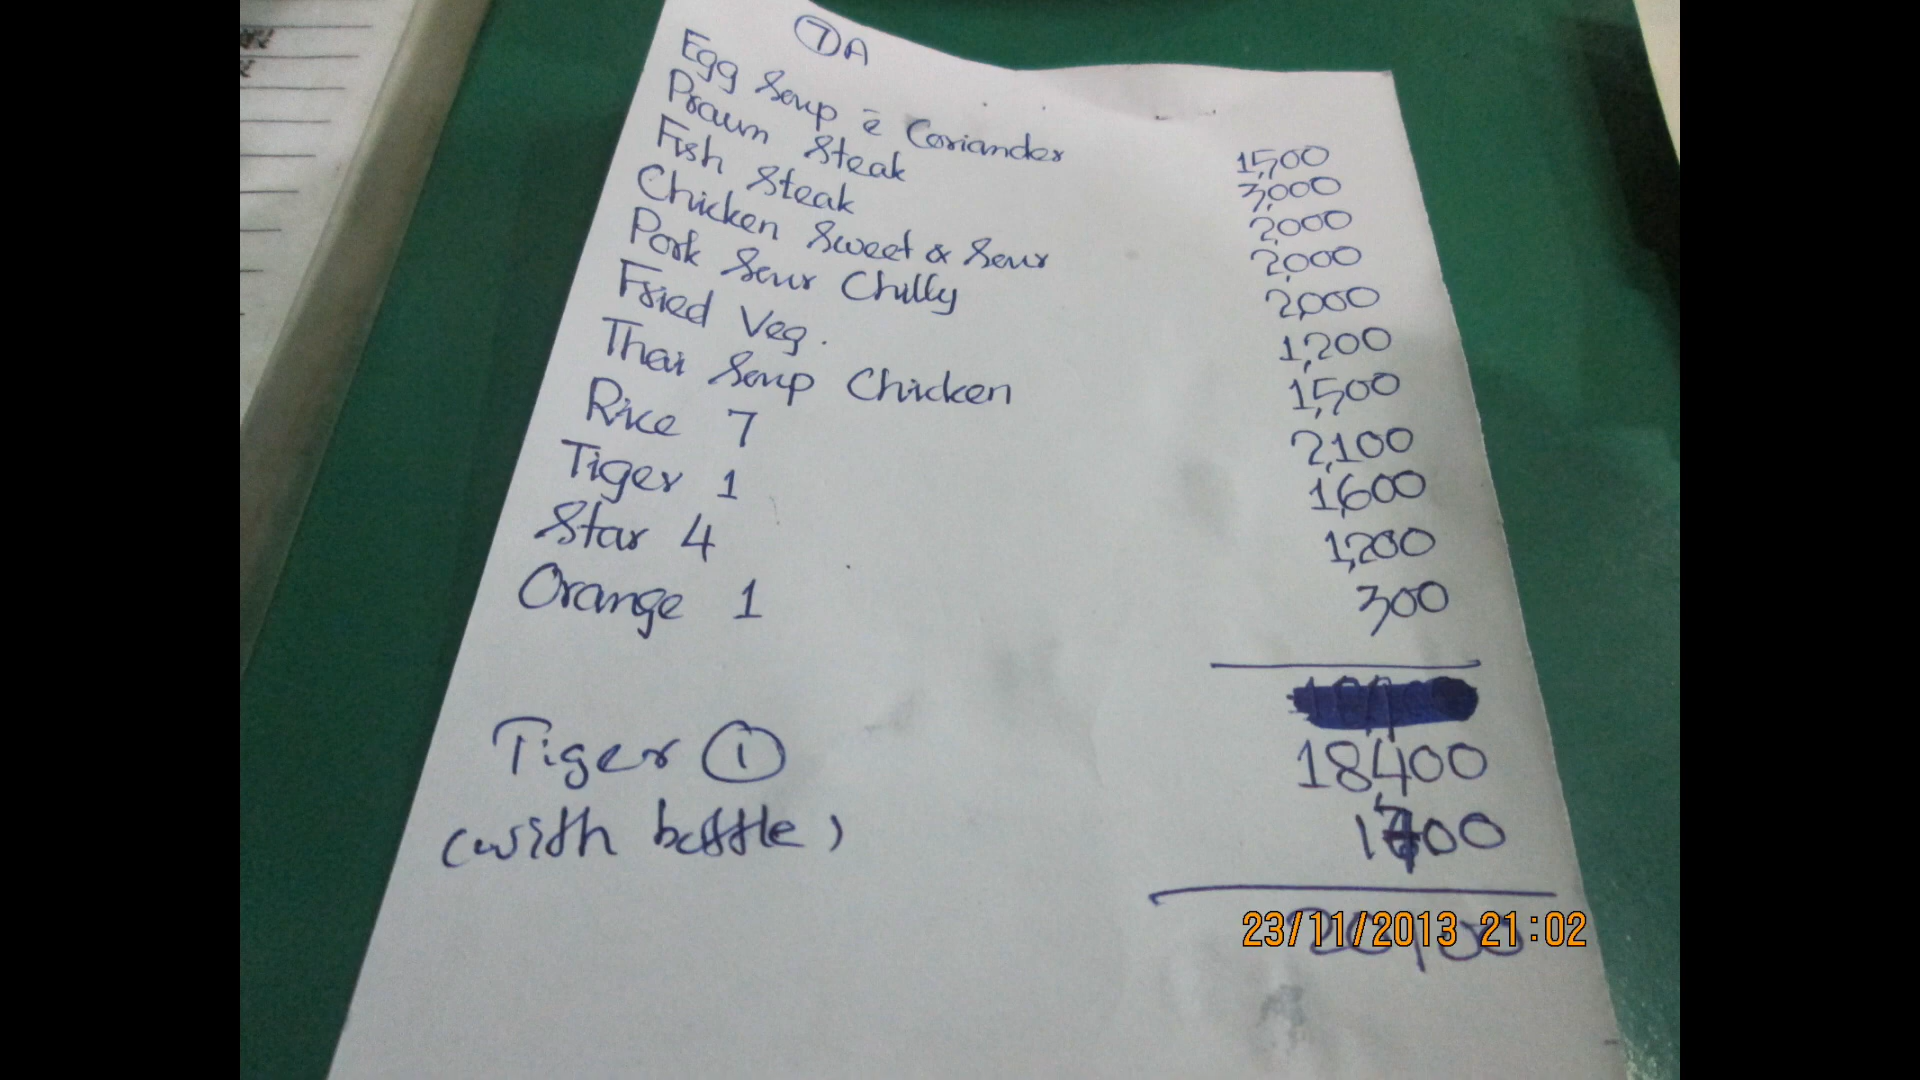 7 A
Egg Soup c̄ Coriander 1,500
Prawn Steak 3,000
Fish Steak 2,000
Chicken Sweet & Sour 2,000
Pork Sour Chilly 2,000
Fried Veg. 1,200
Thai Soup Chicken 1,500
Rice 7 2,100
Tiger 1 1,600
Star 4 1,200
Orange 1 300
Tiger 1 18,400
(with bottle) 1700
23/11/2013 21:02